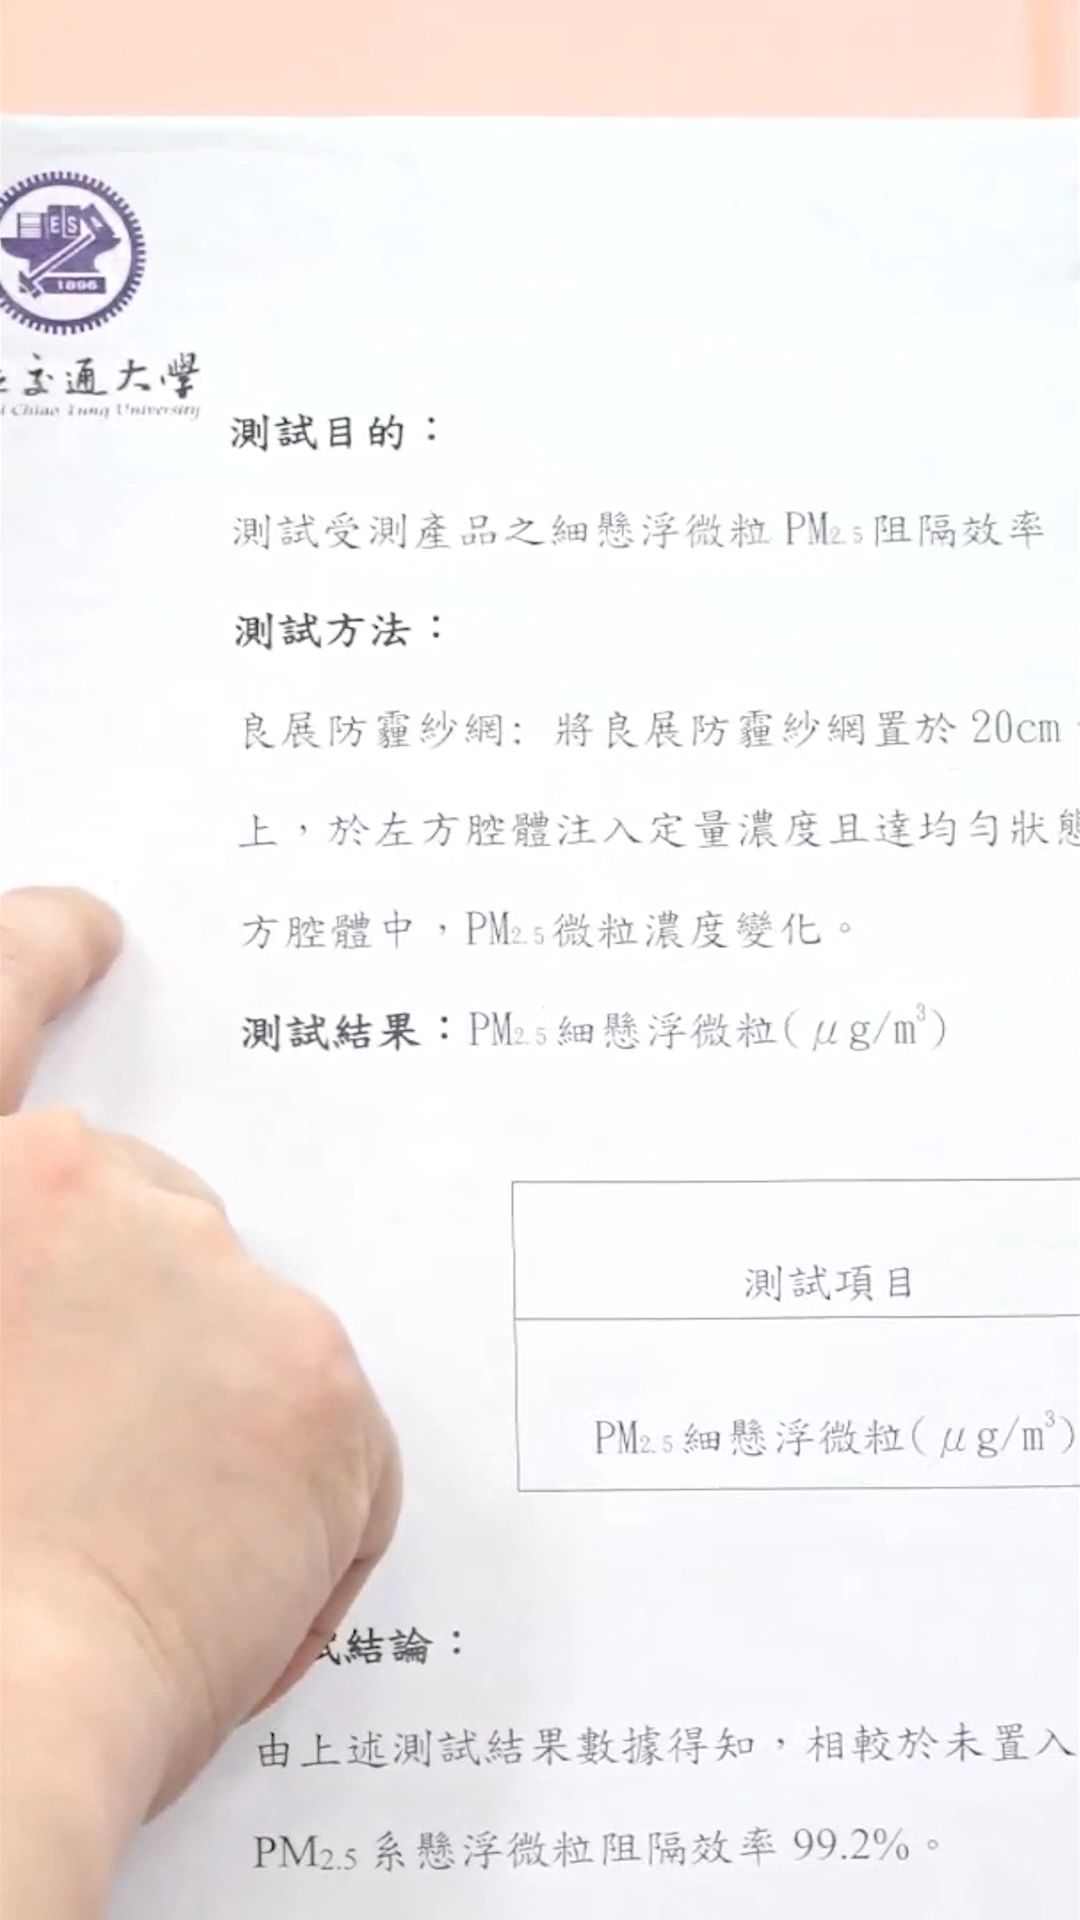 ES
1896
交通大學
Chiao Tung University
測試目的：
測試受測產品之細懸浮微粒 PM2.5 阻隔效率
測試方法：
良展防霾紗網: 將良展防霾紗網置於 20cm
上，於左方腔體注入定量濃度且達均勻狀態
方腔體中，PM2.5 微粒濃度變化。
測試結果：PM2.5 細懸浮微粒(μg/m³)
測試項目
PM2.5 細懸浮微粒(μg/m³)
結論：
由上述測試結果數據得知，相較於未置入
PM2.5 系懸浮微粒阻隔效率 99.2%。